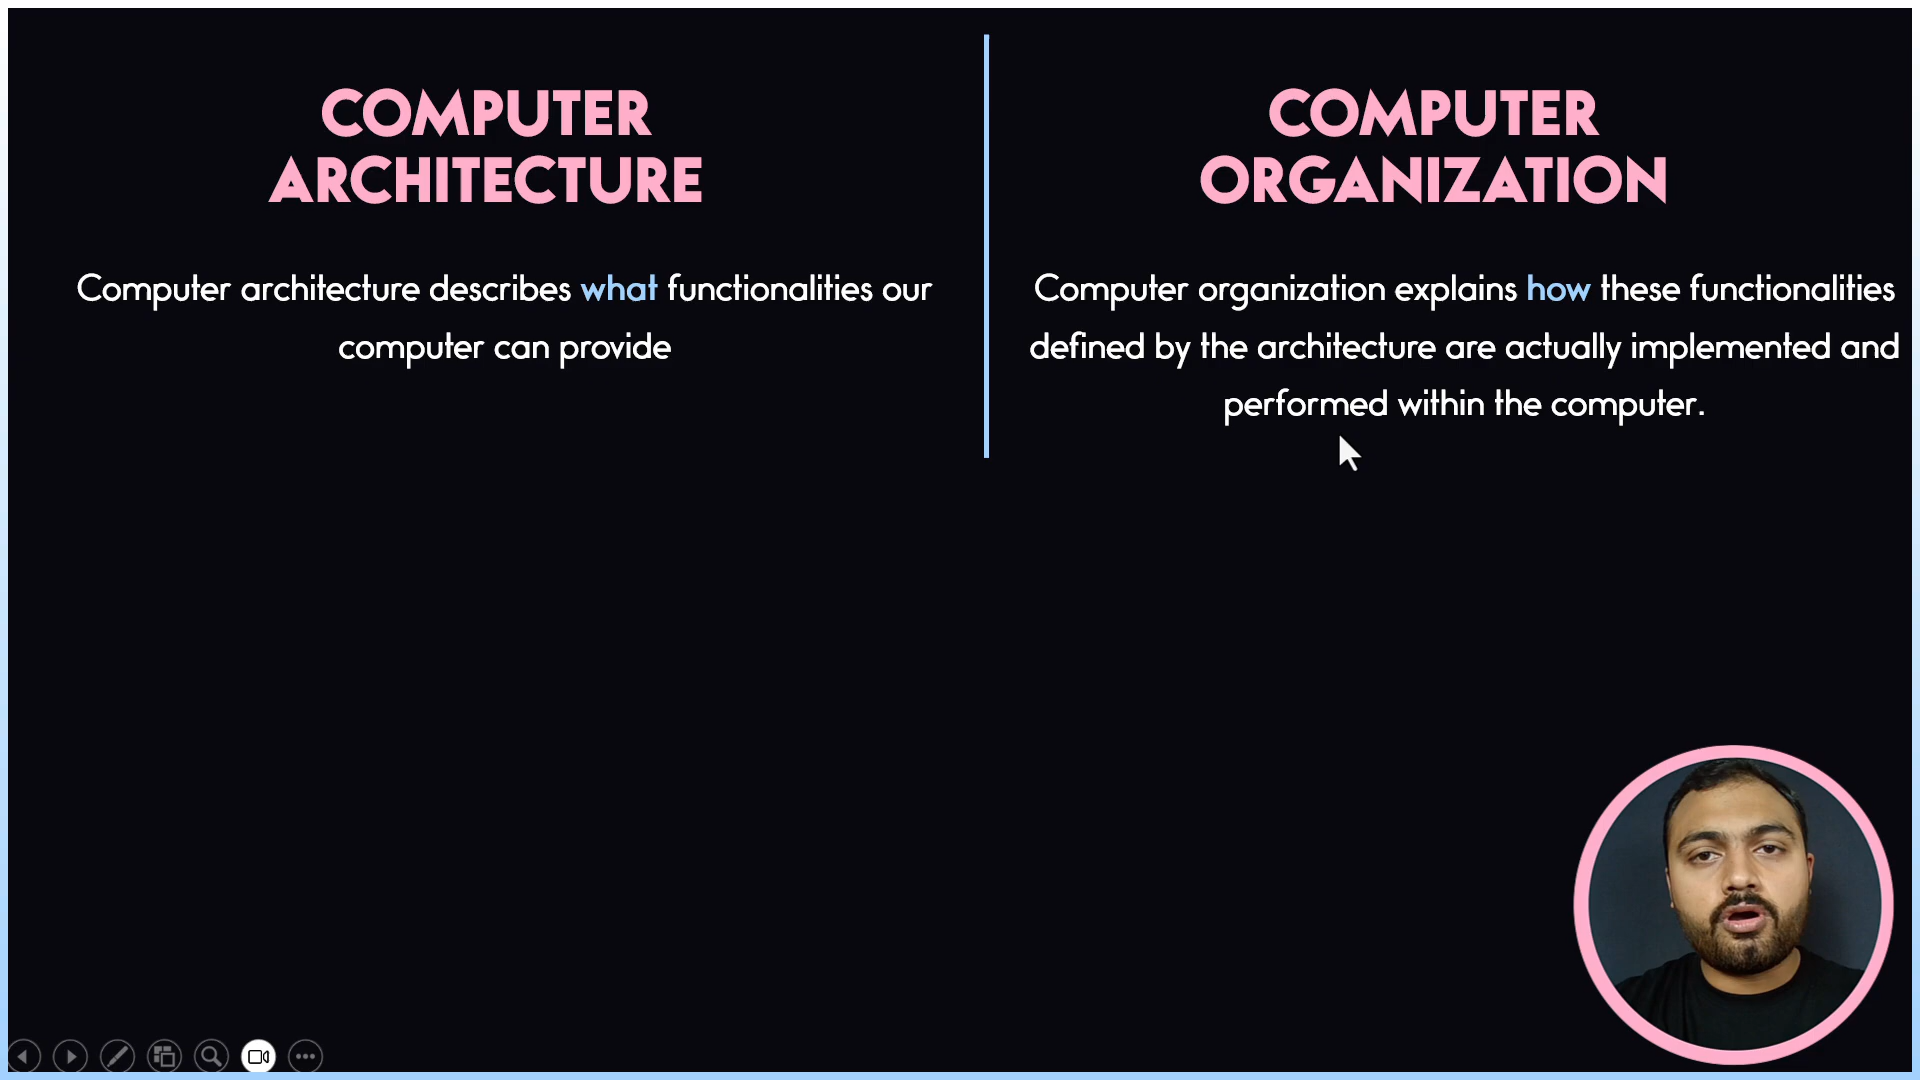 COMPUTER
ARCHITECTURE
Computer architecture describes what functionalities our
computer can provide
COMPUTER
ORGANIZATION
Computer organization explains how these functionalities
defined by the architecture are actually implemented and
performed within the computer.